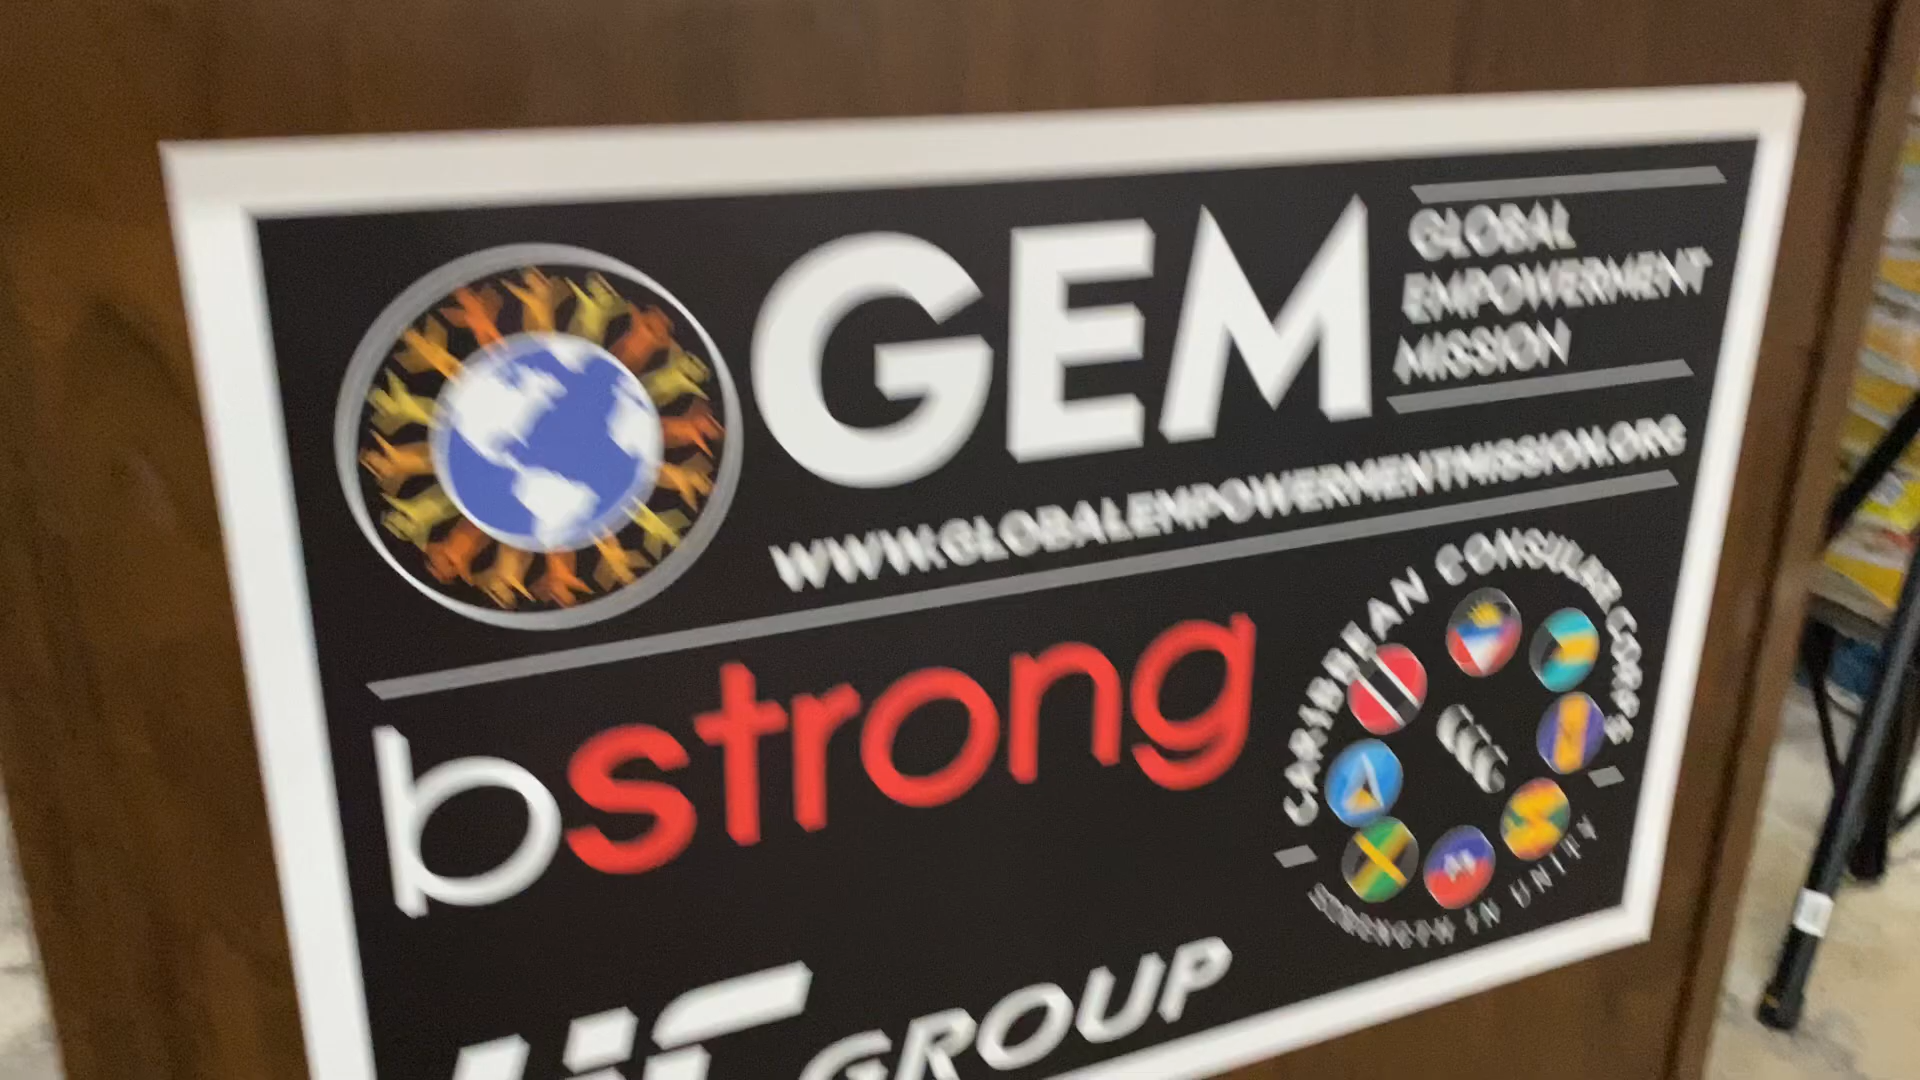 GEM
GLOBAL
EMPOWERMENT
MISSION
WWW.GLOBALEMPOWERMENTMISSION.ORG
bstrong
CARIBBEAN CONSULAR CORPS
STRENGTH IN UNITY
GROUP